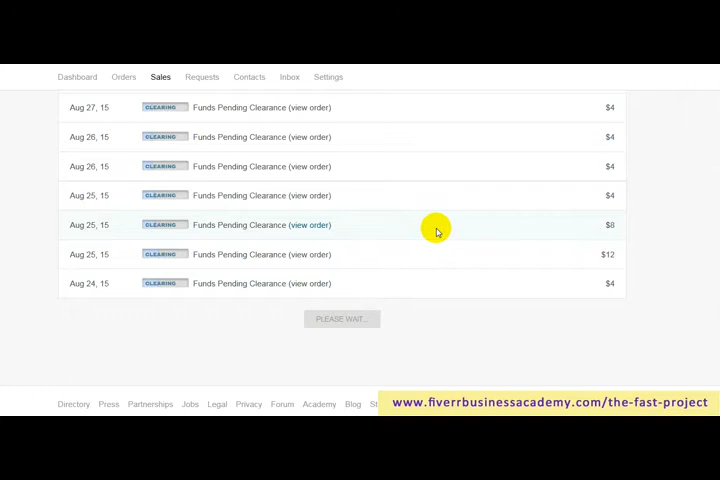 Dashboard Orders Sales Requests Contacts Inbox Settings
Aug 27, 15 CLEARING Funds Pending Clearance (view order) $4
Aug 26, 15 CLEARING Funds Pending Clearance (view order) $4
Aug 26, 15 CLEARING Funds Pending Clearance (view order) $4
Aug 25, 15 CLEARING Funds Pending Clearance (view order) $4
Aug 25, 15 CLEARING Funds Pending Clearance (view order) $8
Aug 25, 15 CLEARING Funds Pending Clearance (view order) $12
Aug 24, 15 CLEARING Funds Pending Clearance (view order) $4
PLEASE WAIT...
Directory Press Partnerships Jobs Legal Privacy Forum Academy Blog St
www.fiverrbusinessacademy.com/the-fast-project